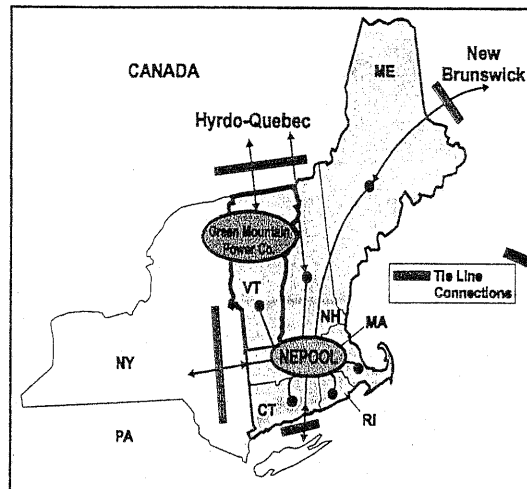 New
Brunswick
ME
CANADA
Hyrdo-Quebec
Green Mountain
Power Co.
VT
Tie Line
Connections
NH
MA
NY
NEPOOL
CT
RI
PA